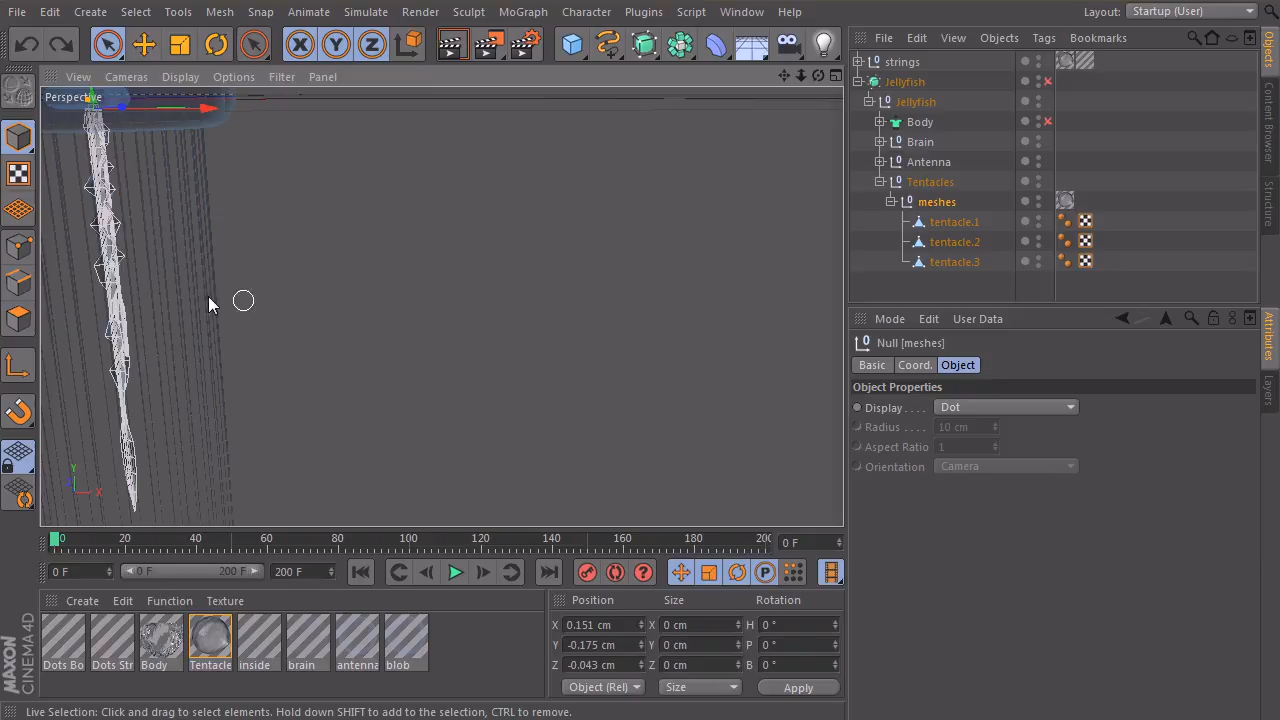 File Edit Create Select Tools Mesh Snap Animate Simulate Render Sculpt MoGraph Character Plugins Script Window Help Layout: Startup (User)
View Cameras Display Options Filter Panel
Perspective
Y
X
0 20 40 60 80 100 120 140 160 180 200 0 F
0 F 0 F 200 F 200 F
Create Edit Function Texture
Dots Bo Dots Str Body Tentacle inside brain antenna blob
Position Size Rotation
X 0.151 cm X 0 cm H 0 °
Y -0.175 cm Y 0 cm P 0 °
Z -0.043 cm Z 0 cm B 0 °
Object (Rel) Size Apply
File Edit View Objects Tags Bookmarks
strings
Jellyfish
Jellyfish
Body
Brain
Antenna
Tentacles
meshes
tentacle.1
tentacle.2
tentacle.3
Mode Edit User Data
Null [meshes]
Basic Coord. Object
Object Properties
Display . . . . Dot
Radius . . . . 10 cm
Aspect Ratio 1
Orientation Camera
Objects
Content Browser
Structure
Attributes
Layers
MAXON
CINEMA 4D
Live Selection: Click and drag to select elements. Hold down SHIFT to add to the selection, CTRL to remove.